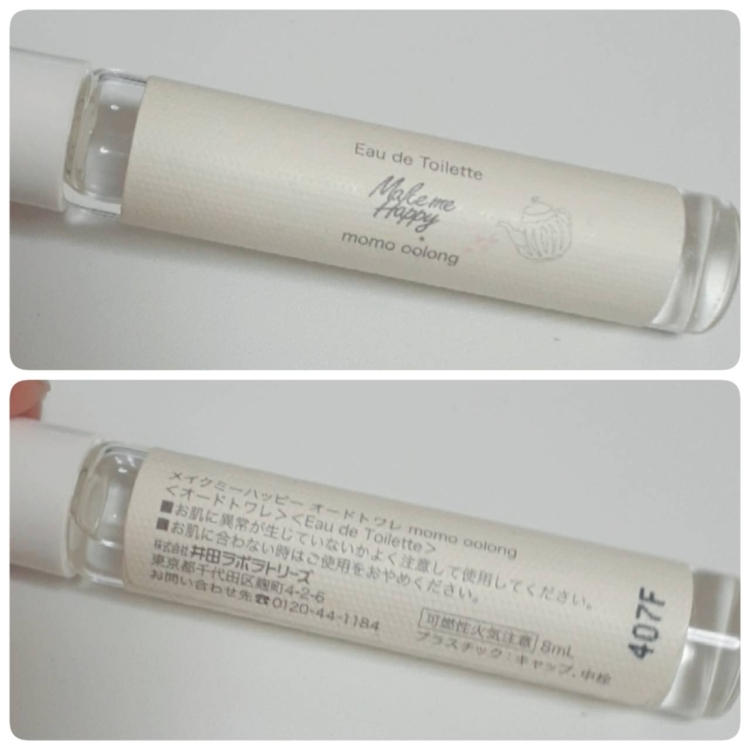 Eau de Toilette
Make me
Happy
momo oolong
メイクミーハッピー オードトワレ momo oolong
＜オードトワレ＞＜Eau de Toilette＞
■お肌に異常が生じていないかよく注意して使用してください。
■お肌に合わない時はご使用をおやめください。
株式会社 井田ラボラトリーズ
東京都千代田区麹町4-2-6
お問い合わせ先☎0120-44-1184
可燃性火気注意 8mL
プラスチック：キャップ、中栓
407F